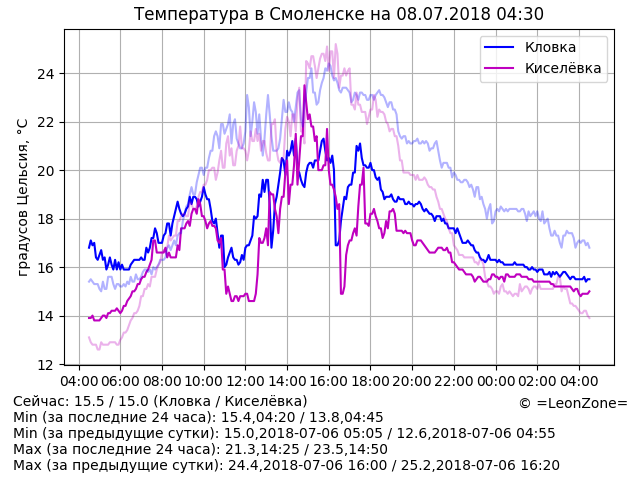 Температура в Смоленске на 08.07.2018 04:30
градусов Цельсия, °C
24
22
20
18
16
14
12
Кловка
Киселёвка
04:00 06:00 08:00 10:00 12:00 14:00 16:00 18:00 20:00 22:00 00:00 02:00 04:00
Сейчас: 15.5 / 15.0 (Кловка / Киселёвка)
© =LeonZone=
Min (за последние 24 часа): 15.4,04:20 / 13.8,04:45
Min (за предыдущие сутки): 15.0,2018-07-06 05:05 / 12.6,2018-07-06 04:55
Max (за последние 24 часа): 21.3,14:25 / 23.5,14:50
Max (за предыдущие сутки): 24.4,2018-07-06 16:00 / 25.2,2018-07-06 16:20